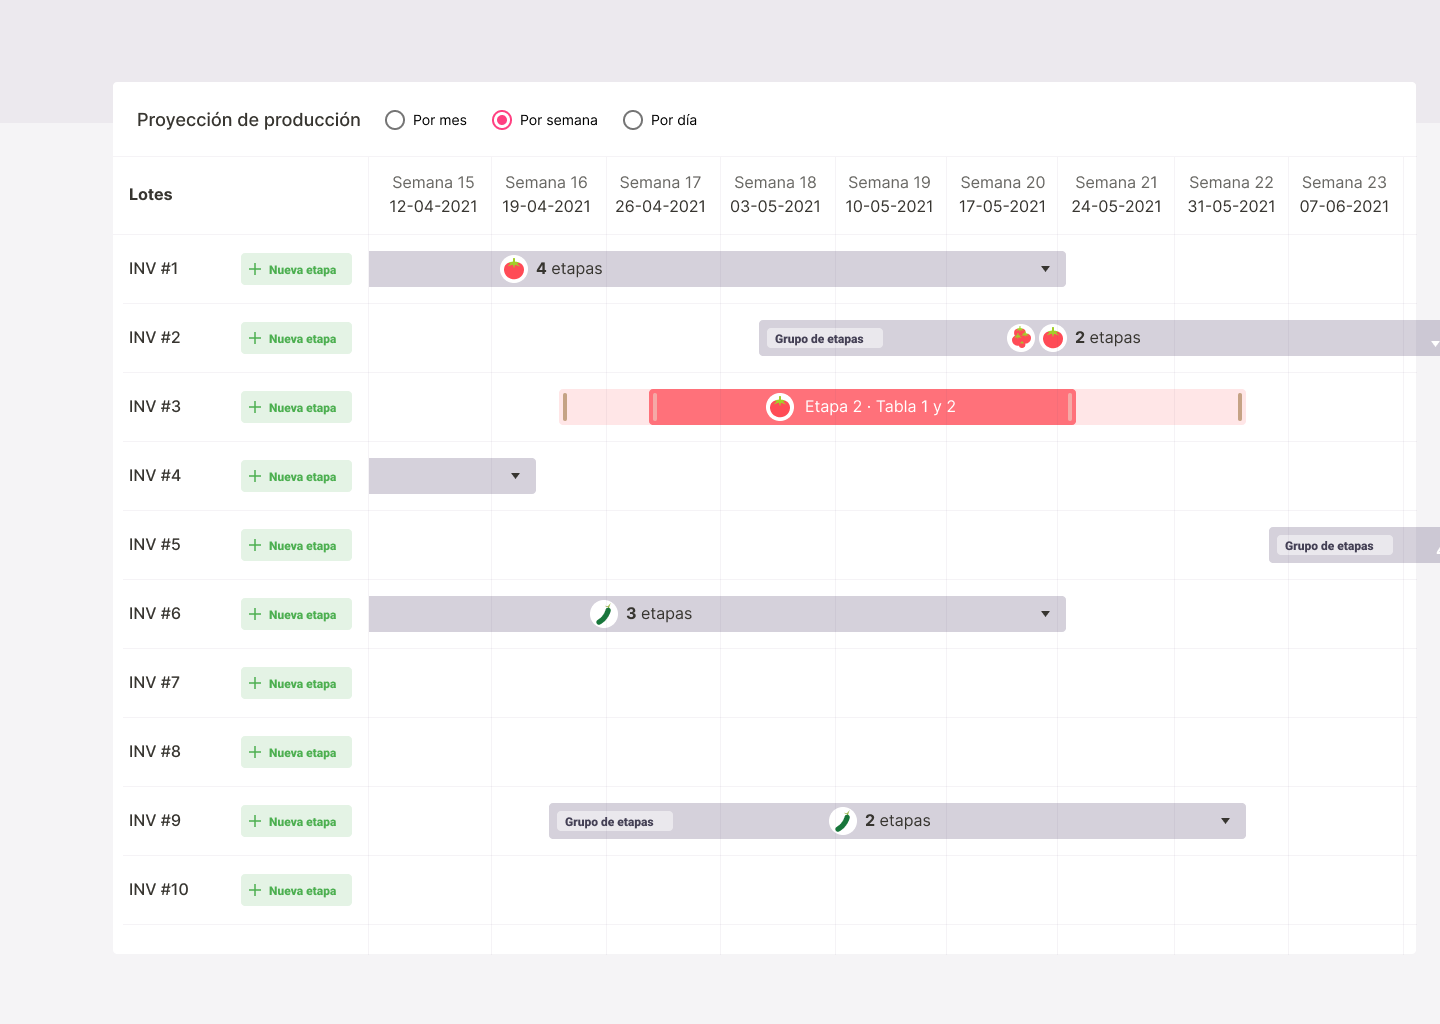 Proyección de producción Por mes Por semana Por día
Lotes
Semana 15 Semana 16 Semana 17 Semana 18 Semana 19 Semana 20 Semana 21 Semana 22 Semana 23
12-04-2021 19-04-2021 26-04-2021 03-05-2021 10-05-2021 17-05-2021 24-05-2021 31-05-2021 07-06-2021
INV #1 + Nueva etapa 4 etapas
INV #2 + Nueva etapa Grupo de etapas 2 etapas
INV #3 + Nueva etapa Etapa 2 · Tabla 1 y 2
INV #4 + Nueva etapa
INV #5 + Nueva etapa Grupo de etapas
INV #6 + Nueva etapa 3 etapas
INV #7 + Nueva etapa
INV #8 + Nueva etapa
INV #9 + Nueva etapa Grupo de etapas 2 etapas
INV #10 + Nueva etapa